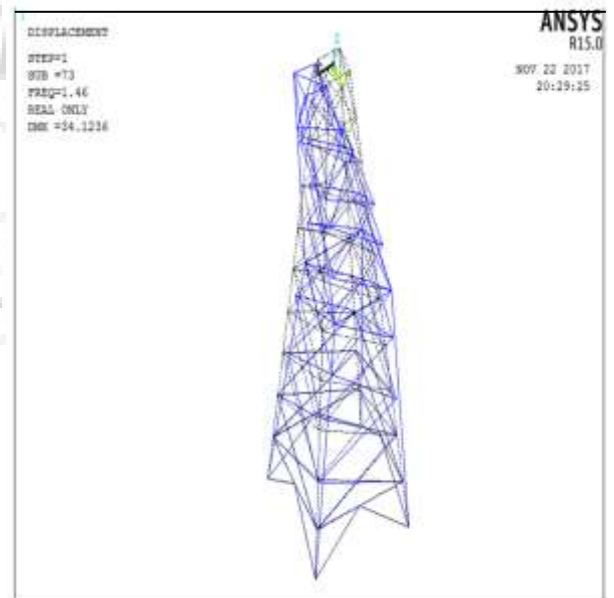 1
DISPLACEMENT
STEP=1
SUB =73
FREQ=1.46
REAL ONLY
DMX =34.1236
ANSYS
R15.0
NOV 22 2017
20:29:25